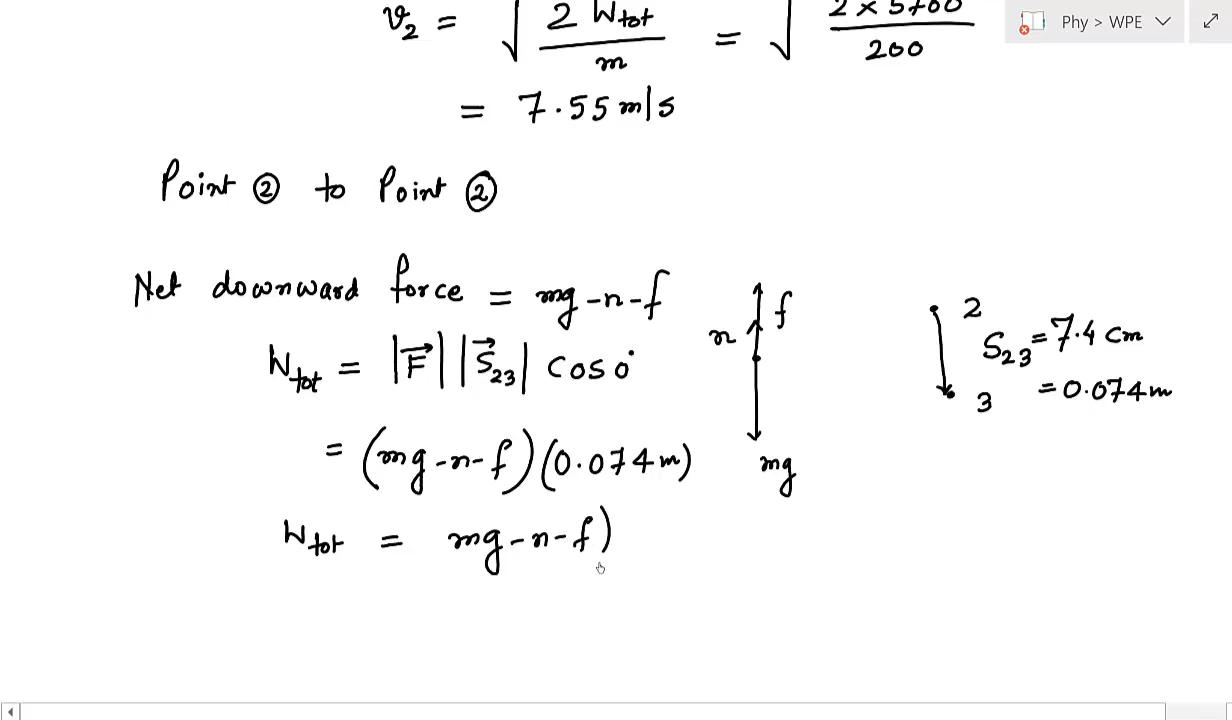 v₂ = √(2 W_tot / m) = √(2 × 5700 / 200)
Phy > WPE
= 7.55 m/s
Point ② to Point ②
Net downward force = mg - n - f
W_tot = |F⃗| |S⃗₂₃| cos 0°
= (mg - n - f) (0.074 m)
W_tot = mg - n - f)
f
n
mg
2
S₂₃ = 7.4 cm
= 0.074 m
3